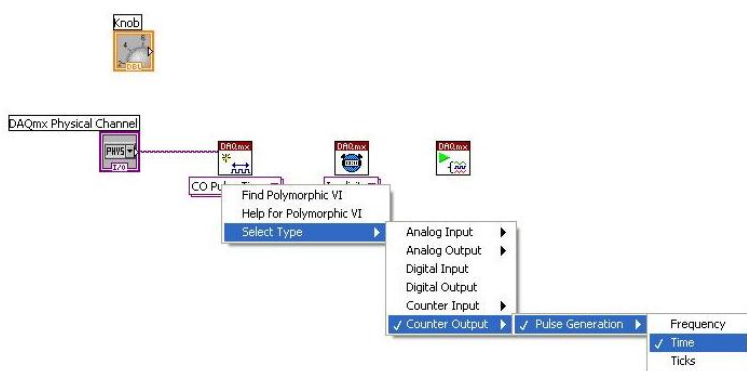 Knob
DBL
DAQmx Physical Channel
I/O
DAQmx
DAQmx
DAQmx
CO Pulse Time
Find Polymorphic VI
Help for Polymorphic VI
Select Type
Analog Input
Analog Output
Digital Input
Digital Output
Counter Input
✓ Counter Output
✓ Pulse Generation
Frequency
✓ Time
Ticks